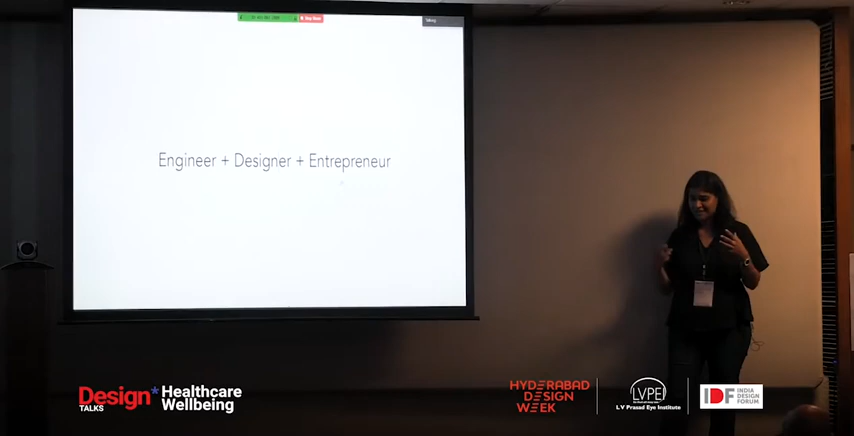 Stop Share
Talking:
Engineer + Designer + Entrepreneur
Design*
TALKS
Healthcare
Wellbeing
HYDERABAD
DESIGN
WEEK
LVPEI
L V Prasad Eye Institute
IDF
INDIA
DESIGN
FORUM